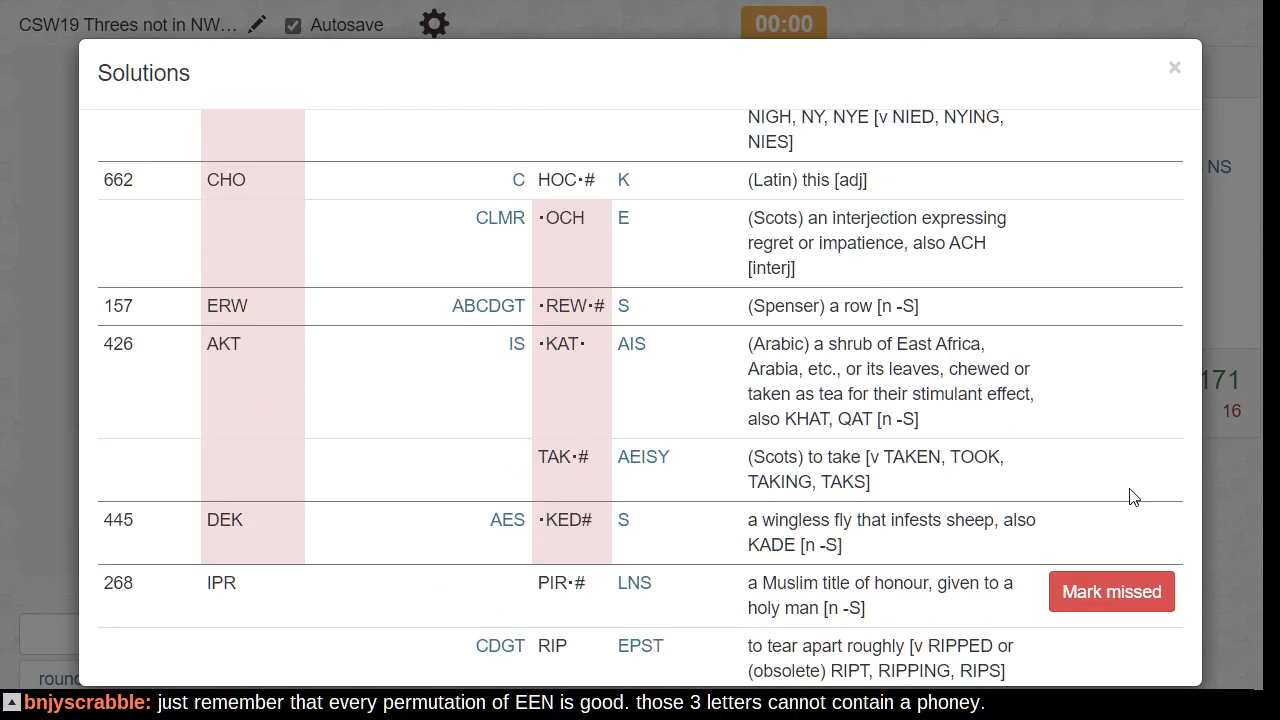 CSW19 Threes not in NW… Autosave 00:00
Solutions ×
NIGH, NY, NYE [v NIED, NYING,
NIES]
NS
662 CHO C HOC·# K (Latin) this [adj]
CLMR ·OCH E (Scots) an interjection expressing
regret or impatience, also ACH
[interj]
157 ERW ABCDGT ·REW·# S (Spenser) a row [n -S]
426 AKT IS ·KAT· AIS (Arabic) a shrub of East Africa,
Arabia, etc., or its leaves, chewed or
171
taken as tea for their stimulant effect,
16
also KHAT, QAT [n -S]
TAK·# AEISY (Scots) to take [v TAKEN, TOOK,
TAKING, TAKS]
445 DEK AES ·KED# S a wingless fly that infests sheep, also
KADE [n -S]
268 IPR PIR·# LNS a Muslim title of honour, given to a
holy man [n -S]
Mark missed
CDGT RIP EPST to tear apart roughly [v RIPPED or
(obsolete) RIPT, RIPPING, RIPS]
round
bnjyscrabble: just remember that every permutation of EEN is good. those 3 letters cannot contain a phoney.